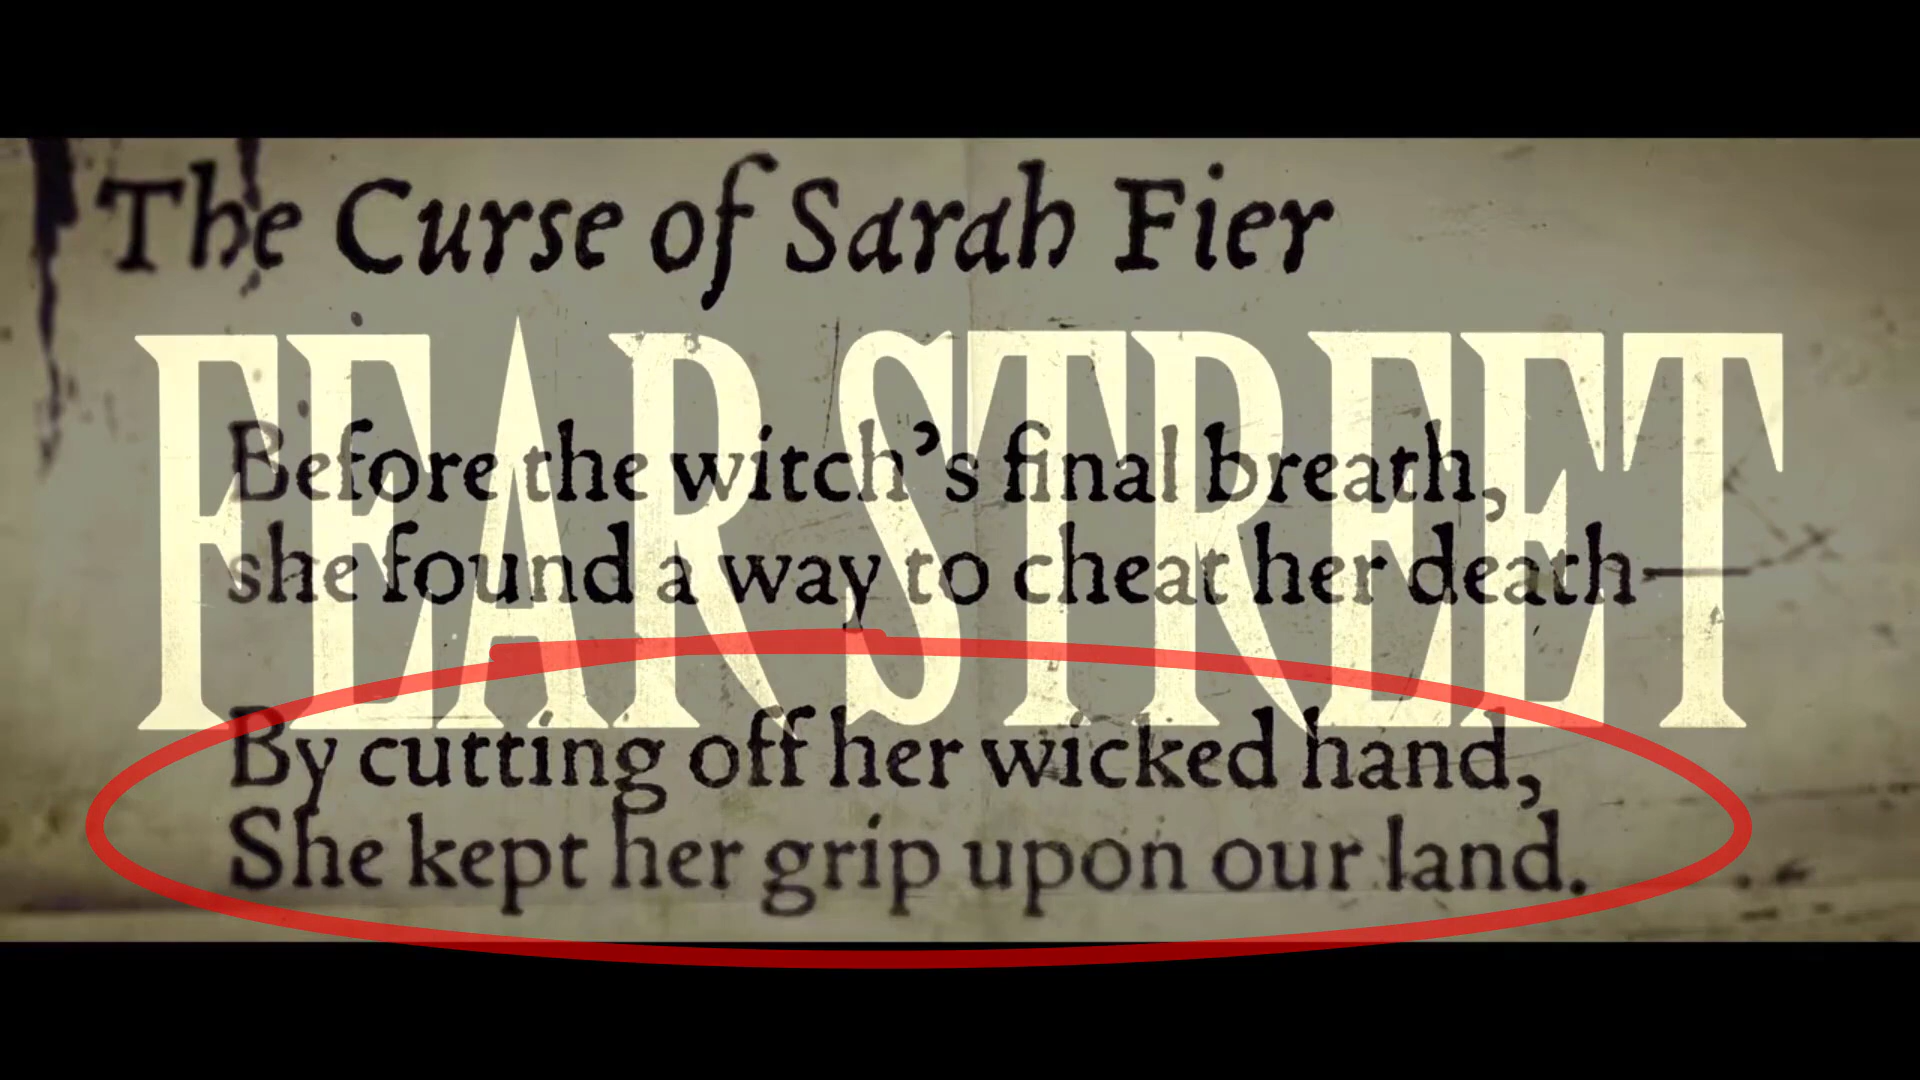 The Curse of Sarah Fier
FEAR STREET
Before the witch's final breath,
she found a way to cheat her death—
By cutting off her wicked hand,
She kept her grip upon our land.